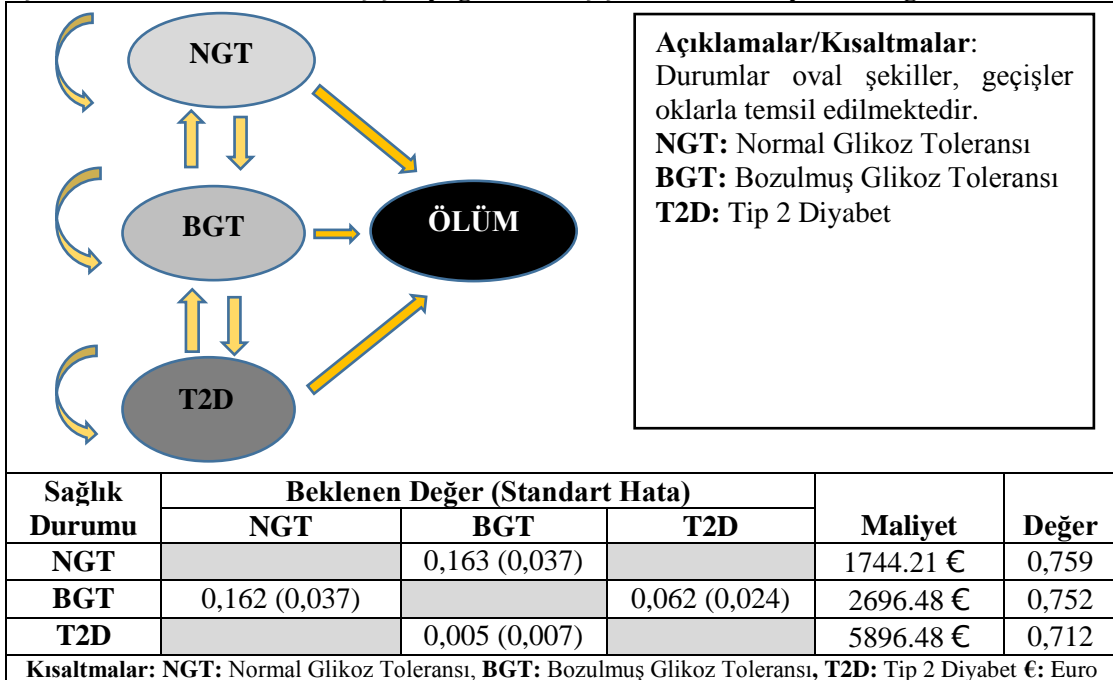 NGT
BGT
ÖLÜM
T2D
Açıklamalar/Kısaltmalar:
Durumlar oval şekiller, geçişler
oklarla temsil edilmektedir.
NGT: Normal Glikoz Toleransı
BGT: Bozulmuş Glikoz Toleransı
T2D: Tip 2 Diyabet
Sağlık Durumu Beklenen Değer (Standart Hata) Maliyet Değer
NGT BGT T2D
NGT 0,163 (0,037) 1744.21 € 0,759
BGT 0,162 (0,037) 0,062 (0,024) 2696.48 € 0,752
T2D 0,005 (0,007) 5896.48 € 0,712
Kısaltmalar: NGT: Normal Glikoz Toleransı, BGT: Bozulmuş Glikoz Toleransı, T2D: Tip 2 Diyabet €: Euro